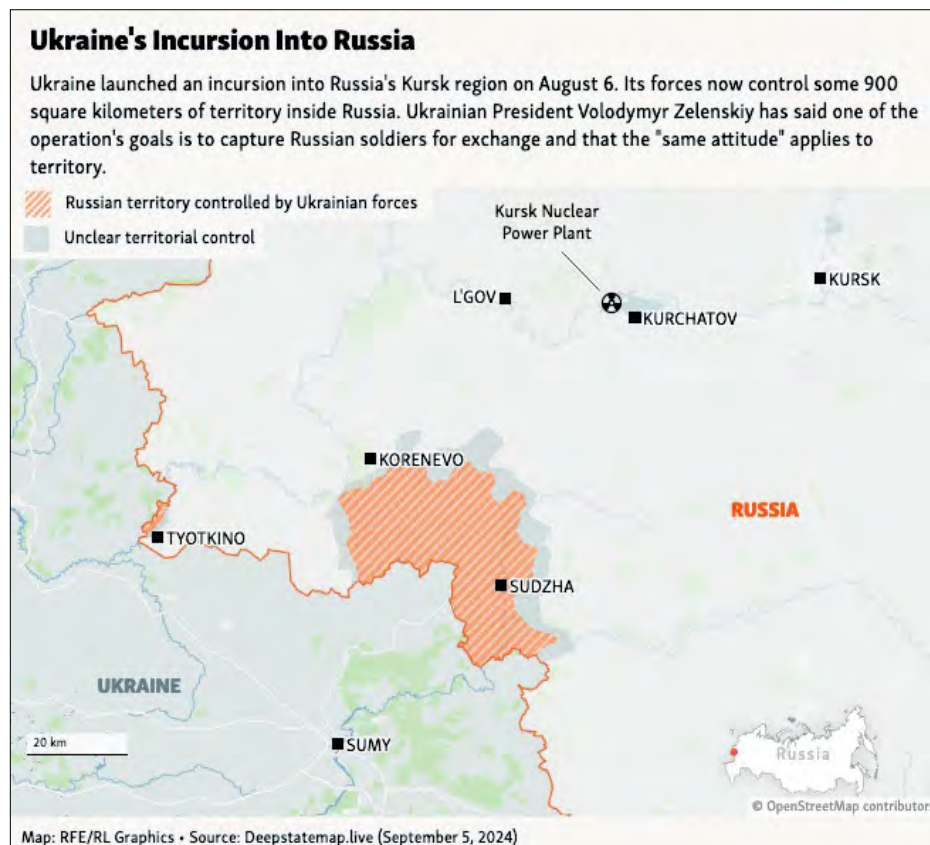 Ukraine's Incursion Into Russia
Ukraine launched an incursion into Russia's Kursk region on August 6. Its forces now control some 900
square kilometers of territory inside Russia. Ukrainian President Volodymyr Zelenskiy has said one of the
operation's goals is to capture Russian soldiers for exchange and that the "same attitude" applies to
territory.
Russian territory controlled by Ukrainian forces
Unclear territorial control
Kursk Nuclear
Power Plant
KURSK
L'GOV
KURCHATOV
KORENEVO
RUSSIA
TYOTKINO
SUDZHA
UKRAINE
20 km
SUMY
Russia
© OpenStreetMap contributor
Map: RFE/RL Graphics • Source: Deepstatemap.live (September 5, 2024)